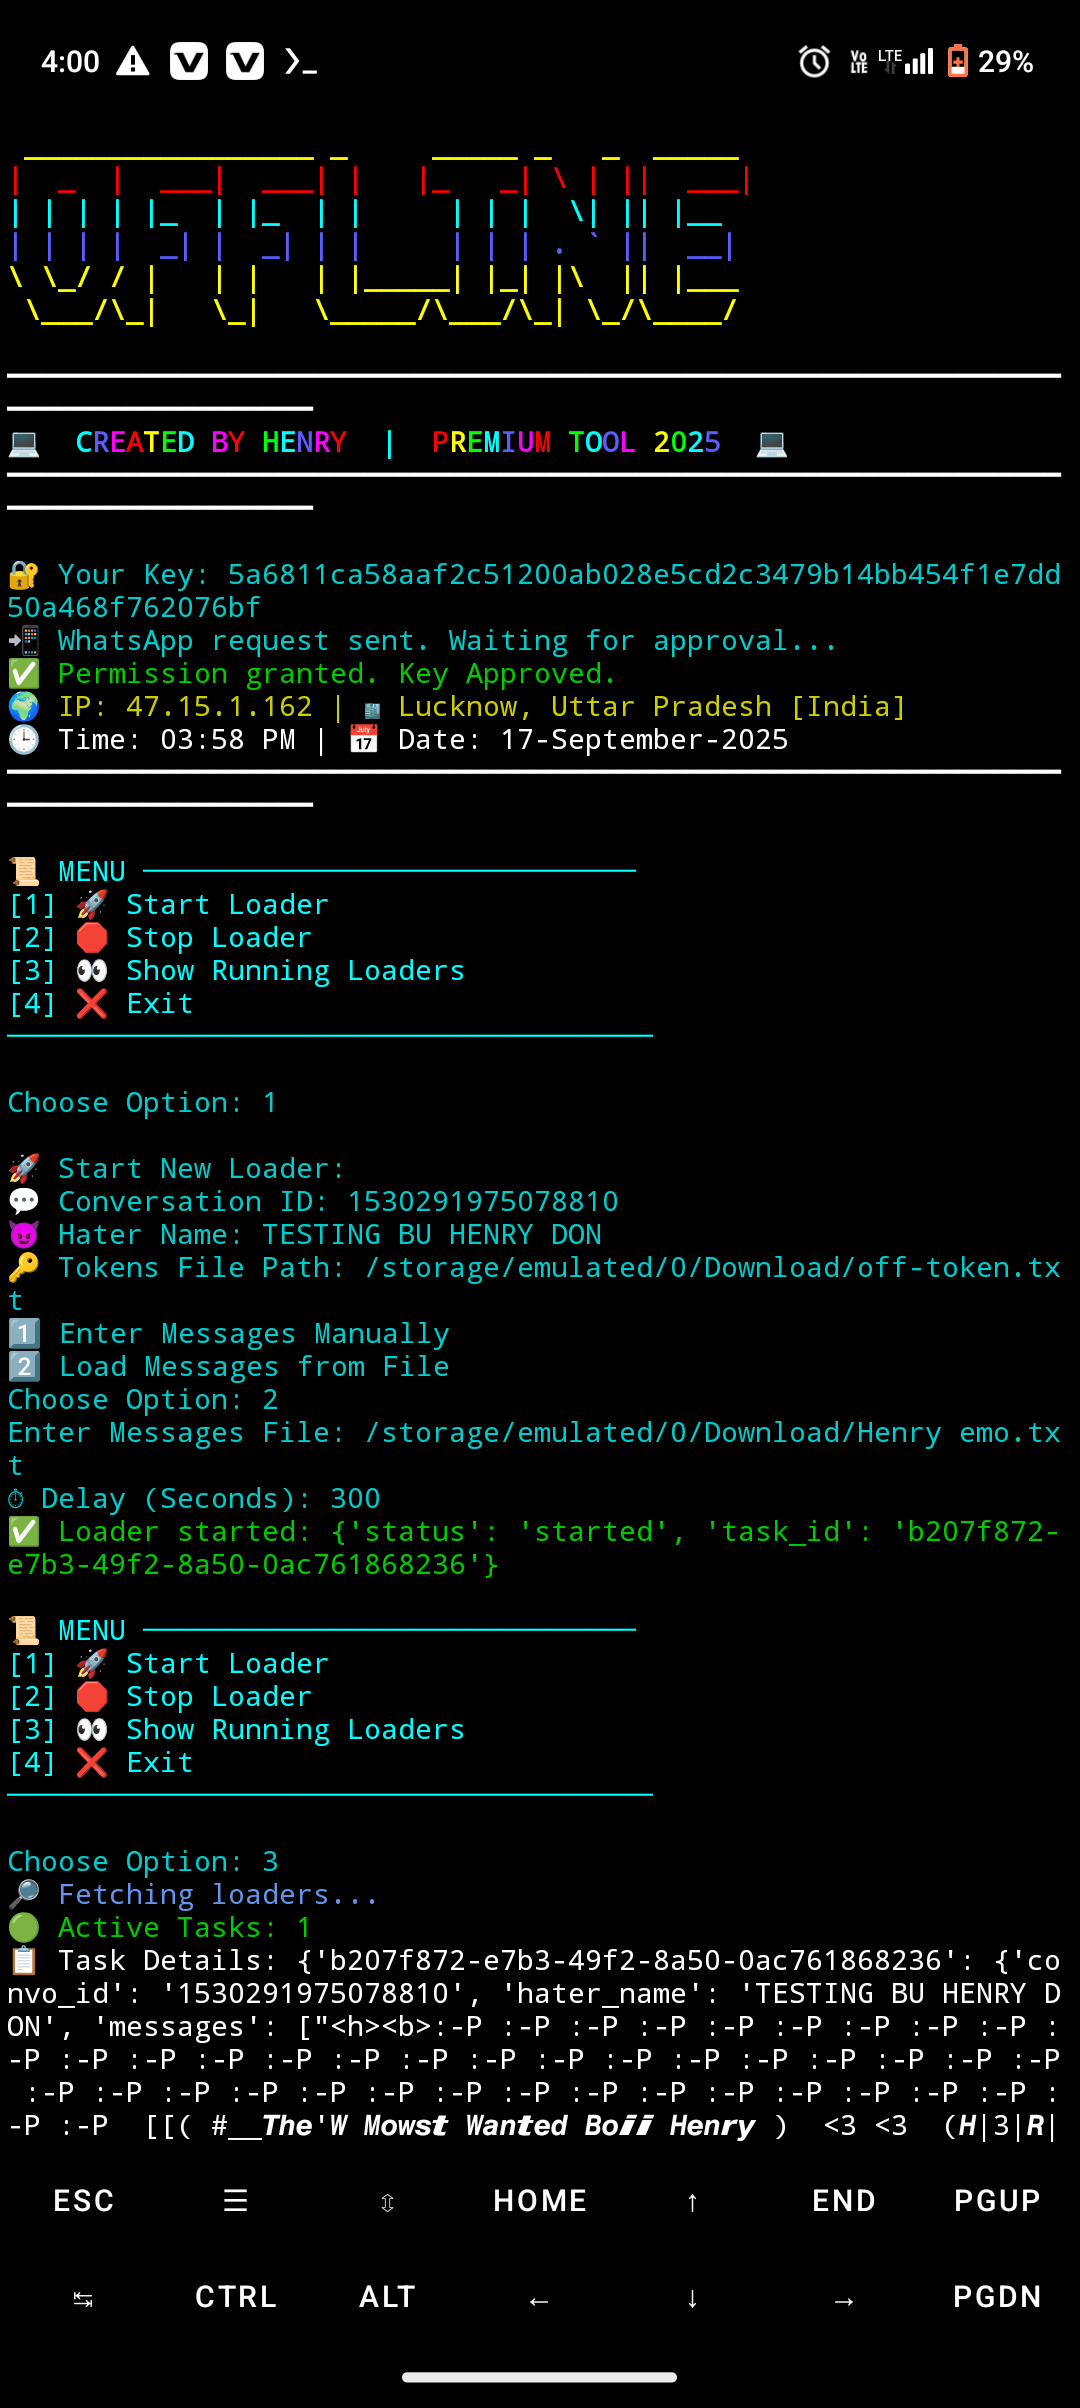 4:00 29%
OFFLINE
💻 CREATED BY HENRY | PREMIUM TOOL 2025 💻
🔐 Your Key: 5a6811ca58aaf2c51200ab028e5cd2c3479b14bb454f1e7dd
50a468f762076bf
📲 WhatsApp request sent. Waiting for approval...
✅ Permission granted. Key Approved.
🌍 IP: 47.15.1.162 | 🏙 Lucknow, Uttar Pradesh [India]
🕒 Time: 03:58 PM | 📅 Date: 17-September-2025
📜 MENU ─────────────────────────────
[1] 🚀 Start Loader
[2] 🛑 Stop Loader
[3] 👀 Show Running Loaders
[4] ❌ Exit
Choose Option: 1
🚀 Start New Loader:
💬 Conversation ID: 1530291975078810
😈 Hater Name: TESTING BU HENRY DON
🔑 Tokens File Path: /storage/emulated/0/Download/off-token.tx
t
1️⃣ Enter Messages Manually
2️⃣ Load Messages from File
Choose Option: 2
Enter Messages File: /storage/emulated/0/Download/Henry emo.tx
t
⏱ Delay (Seconds): 300
✅ Loader started: {'status': 'started', 'task_id': 'b207f872-
e7b3-49f2-8a50-0ac761868236'}
📜 MENU ─────────────────────────────
[1] 🚀 Start Loader
[2] 🛑 Stop Loader
[3] 👀 Show Running Loaders
[4] ❌ Exit
Choose Option: 3
🔎 Fetching loaders...
🟢 Active Tasks: 1
📋 Task Details: {'b207f872-e7b3-49f2-8a50-0ac761868236': {'co
nvo_id': '1530291975078810', 'hater_name': 'TESTING BU HENRY D
ON', 'messages': ["<h><b>:-P :-P :-P :-P :-P :-P :-P :-P :-P :
-P :-P :-P :-P :-P :-P :-P :-P :-P :-P :-P :-P :-P :-P :-P :-P
 :-P :-P :-P :-P :-P :-P :-P :-P :-P :-P :-P :-P :-P :-P :-P :
-P :-P  [[( #__The'W Mowst Wanted Boïï Henry )  <3 <3  (H|3|R|
ESC ☰ ⇳ HOME ↑ END PGUP
↹ CTRL ALT ← ↓ → PGDN